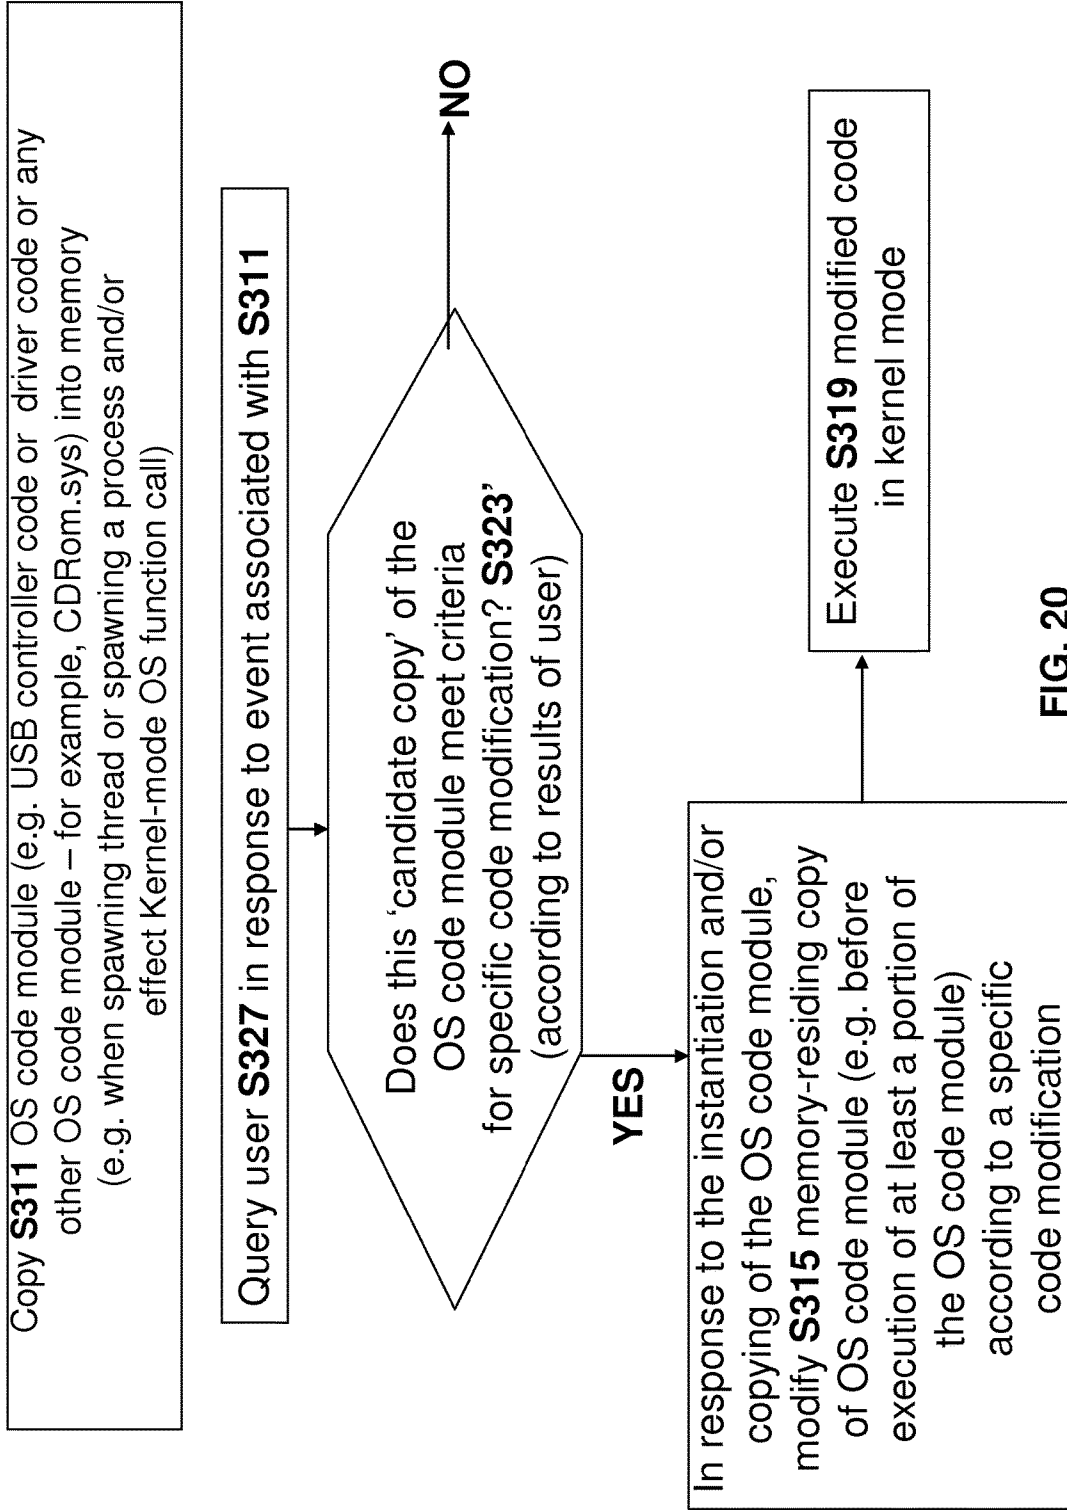 Copy S311 OS code module (e.g. USB controller code or driver code or any
other OS code module – for example, CDRom.sys) into memory
(e.g. when spawning thread or spawning a process and/or
effect Kernel-mode OS function call)
Query user S327 in response to event associated with S311
Does this ‘candidate copy’ of the
OS code module meet criteria
for specific code modification? S323’
(according to results of user)
NO
YES
In response to the instantiation and/or
copying of the OS code module,
modify S315 memory-residing copy
of OS code module (e.g. before
execution of at least a portion of
the OS code module)
according to a specific
code modification
Execute S319 modified code
in kernel mode
FIG. 20